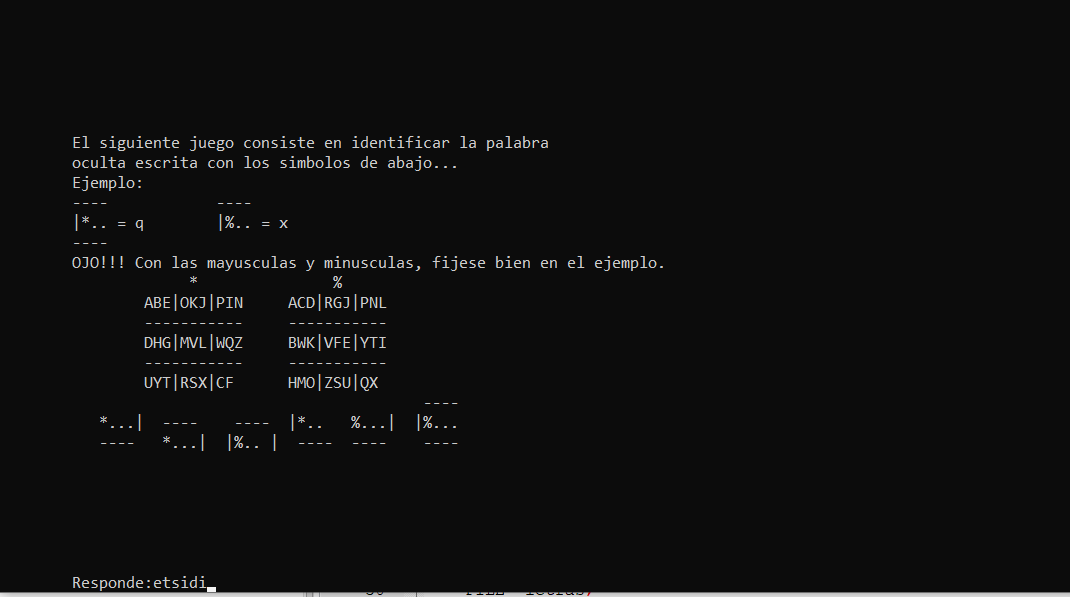 El siguiente juego consiste en identificar la palabra
oculta escrita con los simbolos de abajo...
Ejemplo:
----            ----
|*.. = q        |%.. = x
----
OJO!!! Con las mayusculas y minusculas, fijese bien en el ejemplo.
             *               %
        ABE|OKJ|PIN     ACD|RGJ|PNL
        -----------     -----------
        DHG|MVL|WQZ     BWK|VFE|YTI
        -----------     -----------
        UYT|RSX|CF      HMO|ZSU|QX
                                       ----
   *...|  ----    ----  |*..   %...|  |%...
   ----   *...|  |%.. |  ----  ----    ----
Responde:etsidi